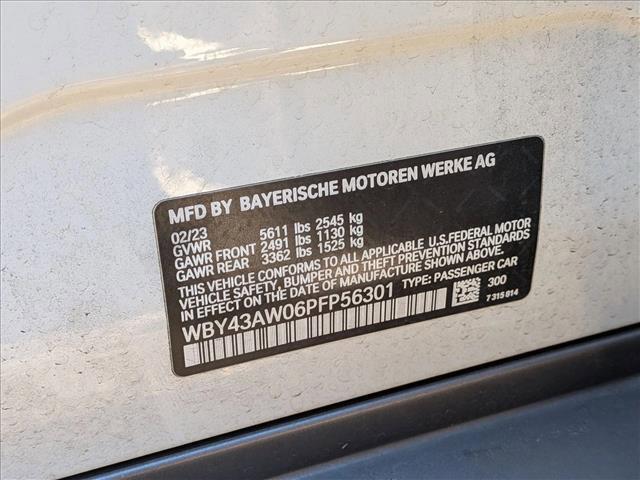 MFD BY BAYERISCHE MOTOREN WERKE AG
02/23
GVWR 5611 lbs 2545 kg
GAWR FRONT 2491 lbs 1130 kg
GAWR REAR 3362 lbs 1525 kg
THIS VEHICLE CONFORMS TO ALL APPLICABLE U.S.FEDERAL MOTOR
VEHICLE SAFETY, BUMPER, AND THEFT PREVENTION STANDARDS
IN EFFECT ON THE DATE OF MANUFACTURE SHOWN ABOVE.
WBY43AW06PFP56301 TYPE: PASSENGER CAR
300
7 315 814